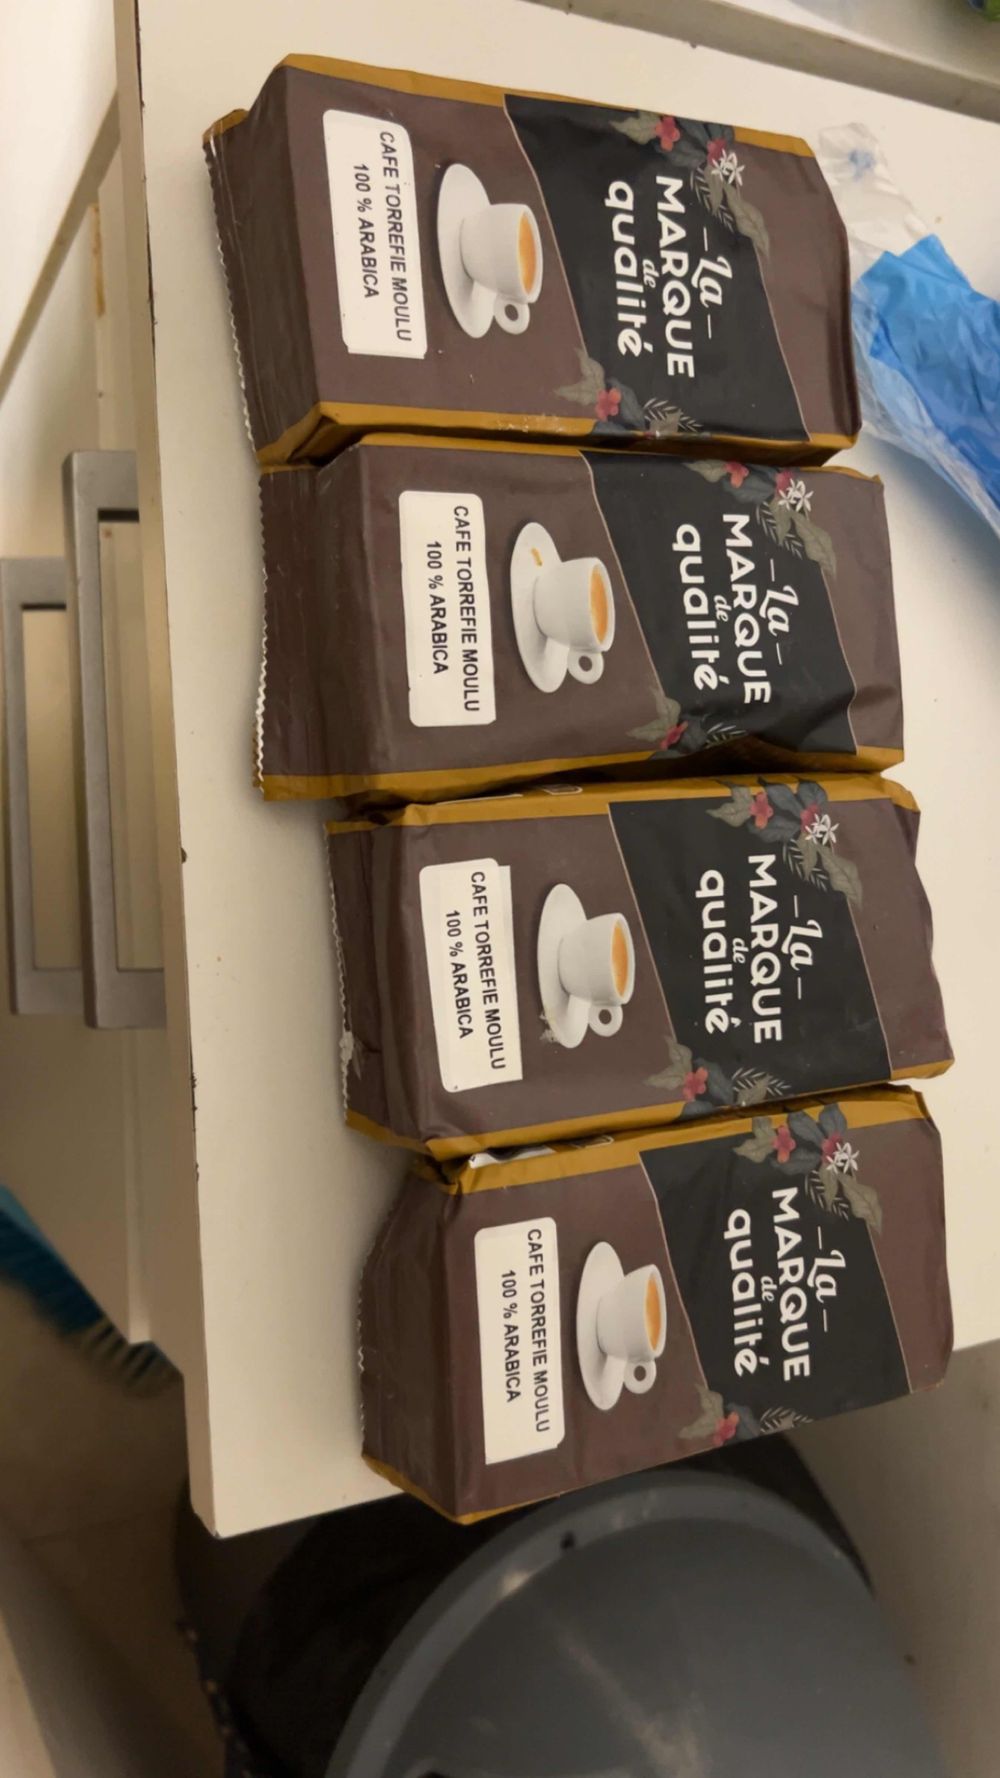 – La –
MARQUE
de
qualité
CAFE TORREFIE MOULU
100 % ARABICA
– La –
MARQUE
de
qualité
CAFE TORREFIE MOULU
100 % ARABICA
– La –
MARQUE
de
qualité
CAFE TORREFIE MOULU
100 % ARABICA
– La –
MARQUE
de
qualité
CAFE TORREFIE MOULU
100 % ARABICA